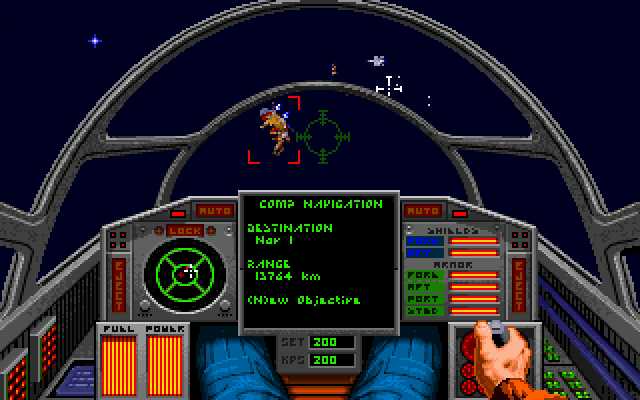 COMP NAVIGATION
DESTINATION
Nav 1
RANGE
13764 km
(N)ew Objective
AUTO
AUTO
LOCK
EJECT
EJECT
SHIELDS
FORE
AFT
ARMOR
FORE
AFT
PORT
STBD
FUEL
POWER
SET 200
KPS 200